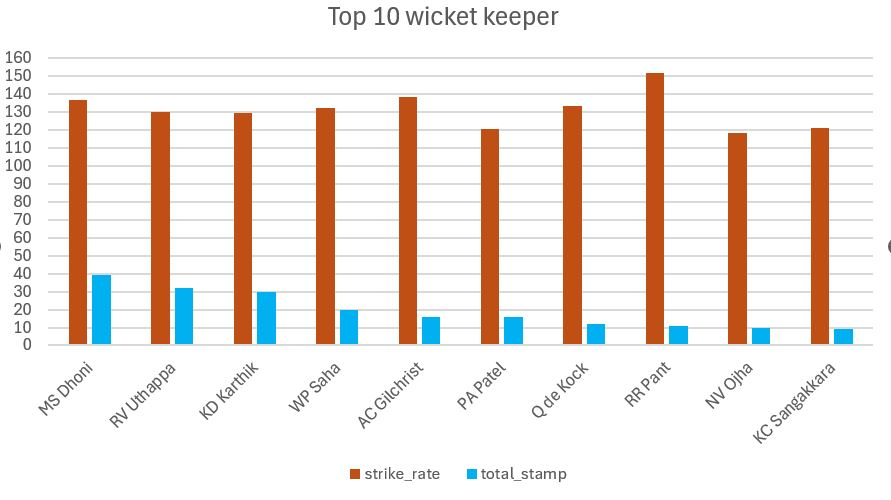 Top 10 wicket keeper
160
150
140
130
120
110
100
90
80
70
60
50
40
30
20
10
0
MS Dhoni
RV Uthappa
KD Karthik
WP Saha
AC Gilchrist
PA Patel
Q de Kock
RR Pant
NV Ojha
KC Sangakkara
strike_rate total_stamp